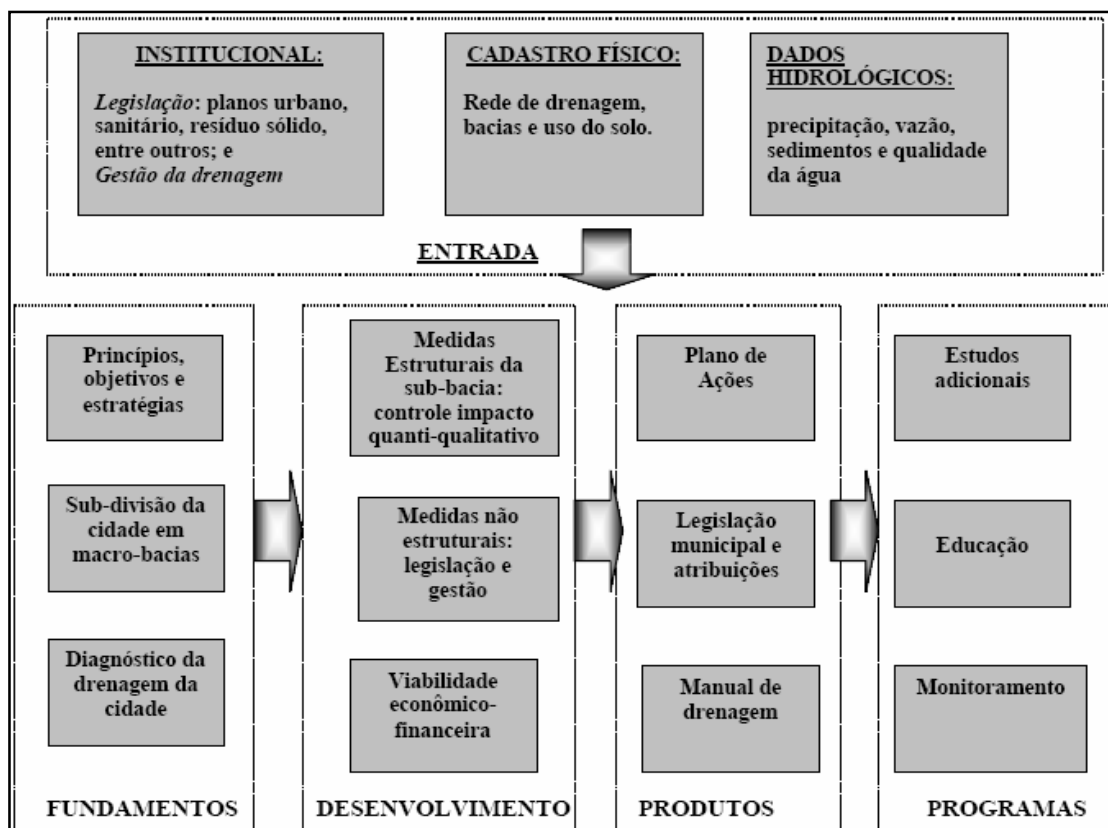 INSTITUCIONAL:
Legislação: planos urbano,
sanitário, resíduo sólido,
entre outros; e
Gestão da drenagem
CADASTRO FÍSICO:
Rede de drenagem,
bacias e uso do solo.
DADOS
HIDROLÓGICOS:
precipitação, vazão,
sedimentos e qualidade
da água
ENTRADA
Princípios,
objetivos e
estratégias
Sub-divisão da
cidade em
macro-bacias
Diagnóstico da
drenagem da
cidade
FUNDAMENTOS
Medidas
Estruturais da
sub-bacia:
controle impacto
quanti-qualitativo
Medidas não
estruturais:
legislação e
gestão
Viabilidade
econômico-
financeira
DESENVOLVIMENTO
Plano de
Ações
Legislação
municipal e
atribuições
Manual de
drenagem
PRODUTOS
Estudos
adicionais
Educação
Monitoramento
PROGRAMAS